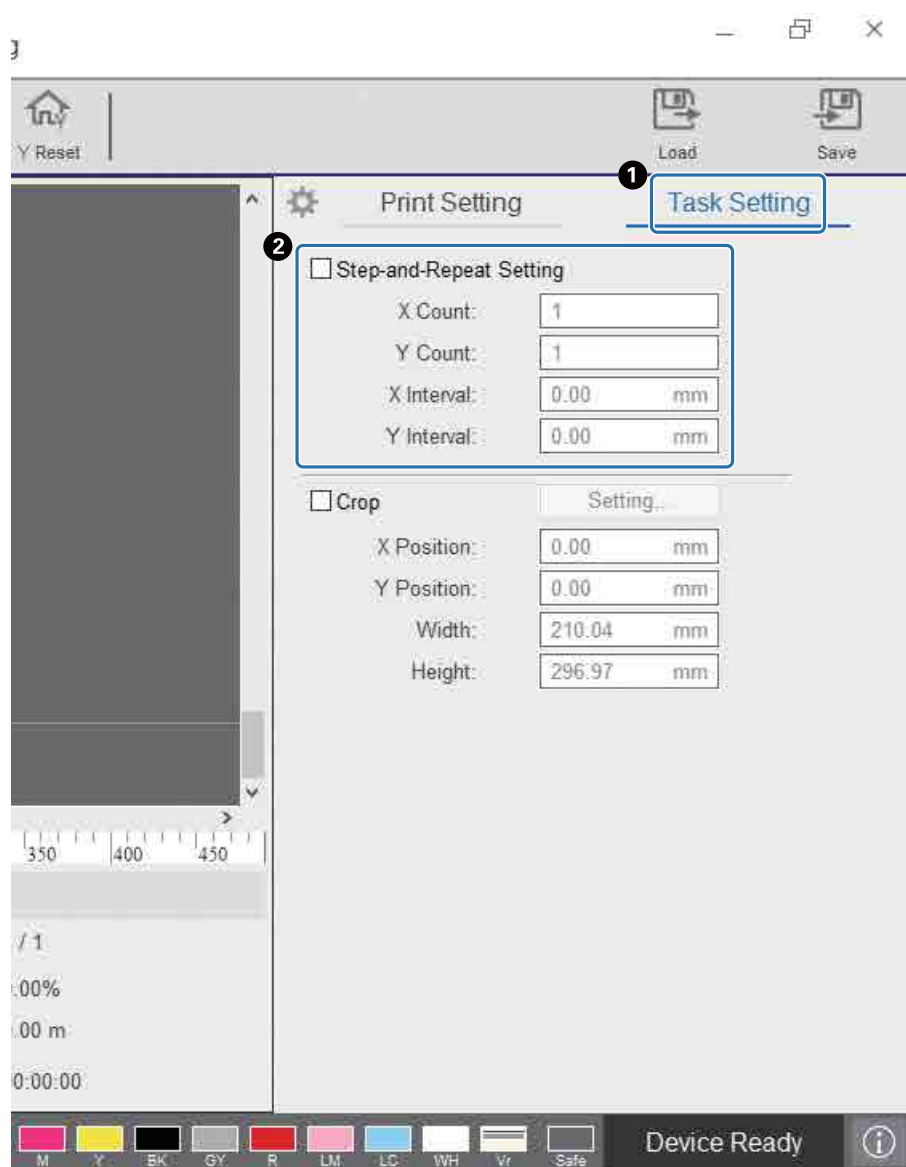 g
Y Reset
Load
Save
1
Print Setting
Task Setting
2
Step-and-Repeat Setting
X Count: 1
Y Count: 1
X Interval: 0.00 mm
Y Interval: 0.00 mm
Crop
Setting...
X Position: 0.00 mm
Y Position: 0.00 mm
Width: 210.04 mm
Height: 296.97 mm
350 400 450
/ 1
.00%
.00 m
0:00:00
M Y BK GY R LM LC WH Vr Safe
Device Ready